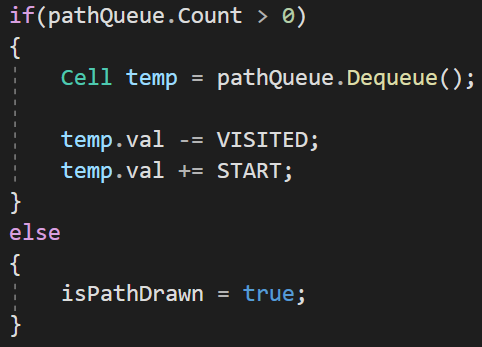 if(pathQueue.Count > 0)
{
    Cell temp = pathQueue.Dequeue();

    temp.val -= VISITED;
    temp.val += START;
}
else
{
    isPathDrawn = true;
}